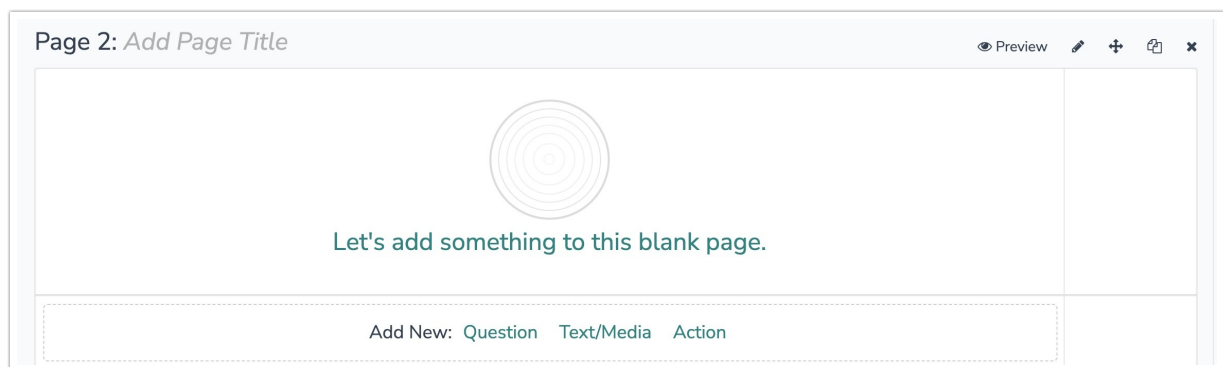 Page 2: Add Page Title
Preview
Let's add something to this blank page.
Add New: Question Text/Media Action